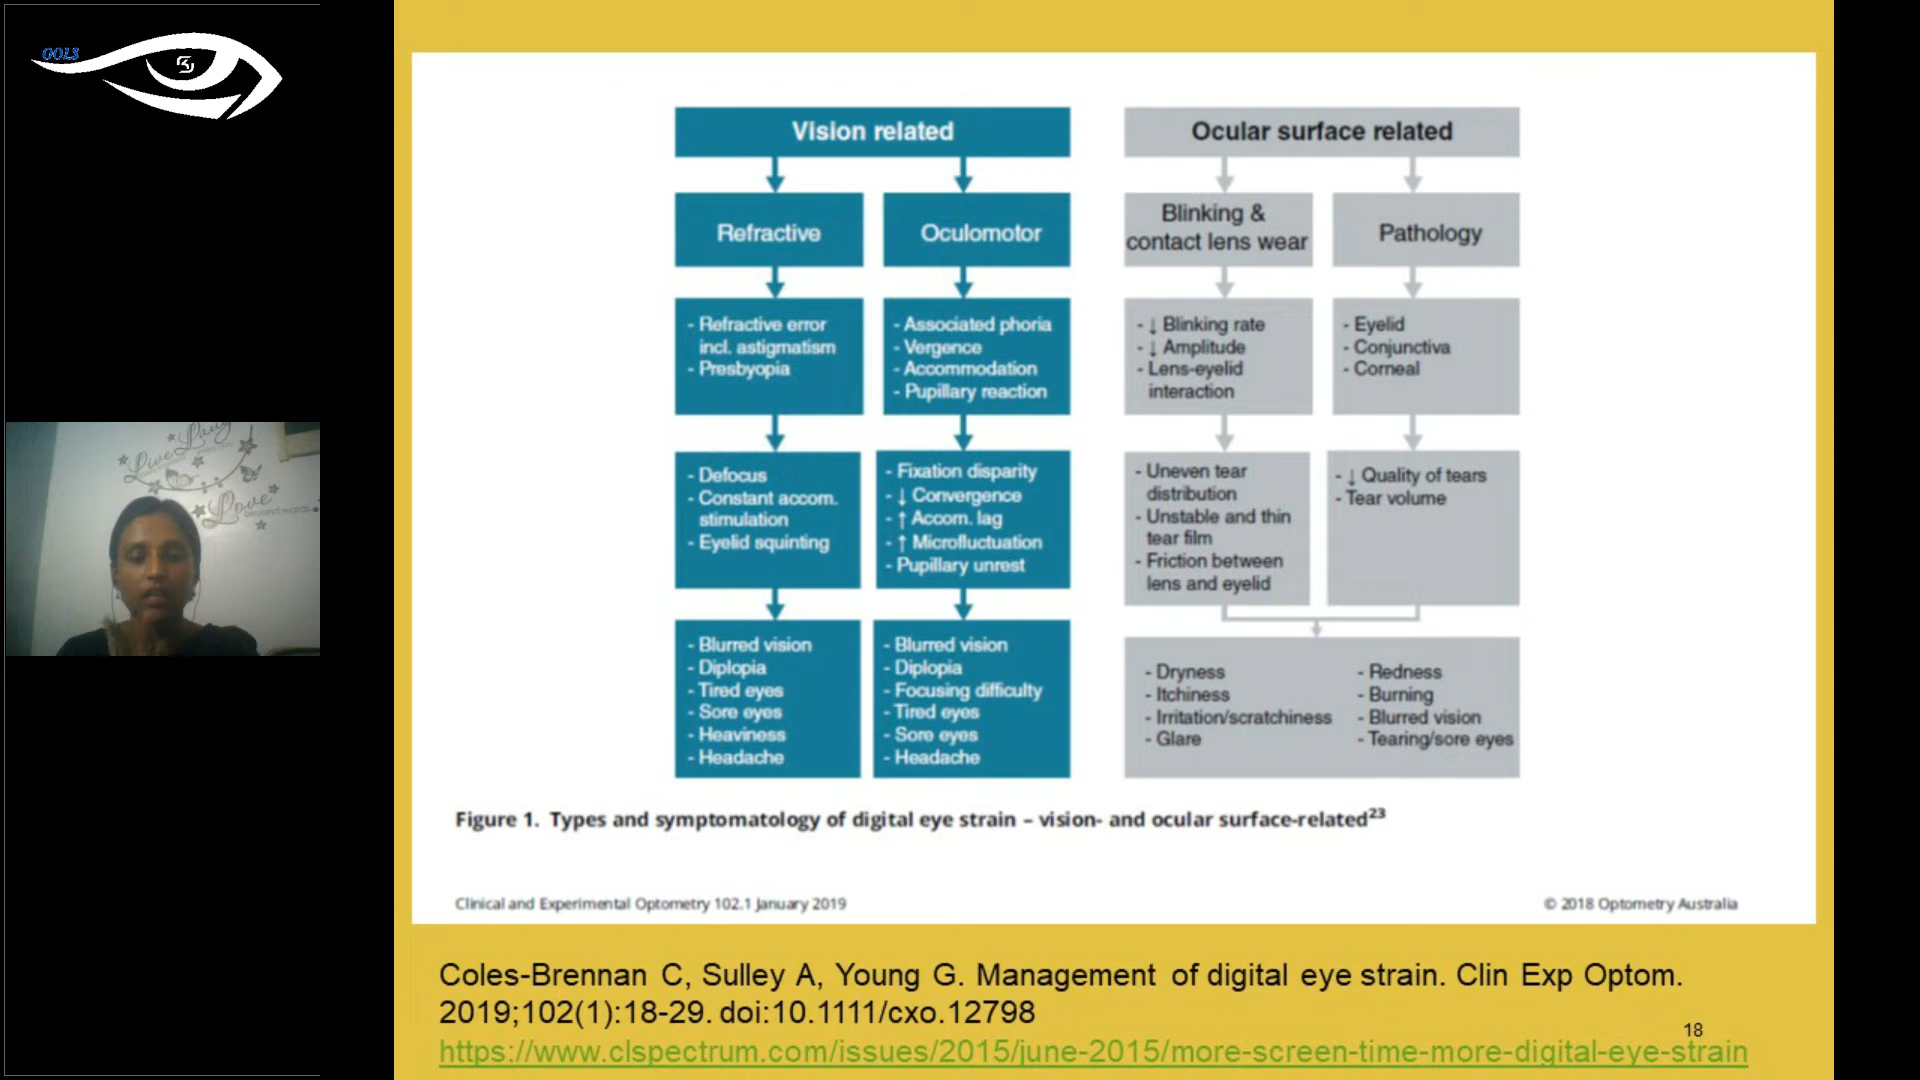 OOLS
Live Laug
Love
beyond words
Vision related
Refractive
Oculomotor
- Refractive error
incl. astigmatism
- Presbyopia
- Associated phoria
- Vergence
- Accommodation
- Pupillary reaction
- Defocus
- Constant accom.
stimulation
- Eyelid squinting
- Fixation disparity
- ↓ Convergence
- ↑ Accom. lag
- ↑ Microfluctuation
- Pupillary unrest
- Blurred vision
- Diplopia
- Tired eyes
- Sore eyes
- Heaviness
- Headache
- Blurred vision
- Diplopia
- Focusing difficulty
- Tired eyes
- Sore eyes
- Headache
Ocular surface related
Blinking &
contact lens wear
Pathology
- ↓ Blinking rate
- ↓ Amplitude
- Lens-eyelid
interaction
- Eyelid
- Conjunctiva
- Corneal
- Uneven tear
distribution
- Unstable and thin
tear film
- Friction between
lens and eyelid
- ↓ Quality of tears
- Tear volume
- Dryness
- Itchiness
- Irritation/scratchiness
- Glare
- Redness
- Burning
- Blurred vision
- Tearing/sore eyes
Figure 1. Types and symptomatology of digital eye strain – vision- and ocular surface-related23
Clinical and Experimental Optometry 102.1 January 2019
© 2018 Optometry Australia
Coles-Brennan C, Sulley A, Young G. Management of digital eye strain. Clin Exp Optom.
2019;102(1):18-29. doi:10.1111/cxo.12798
18
https://www.clspectrum.com/issues/2015/june-2015/more-screen-time-more-digital-eye-strain